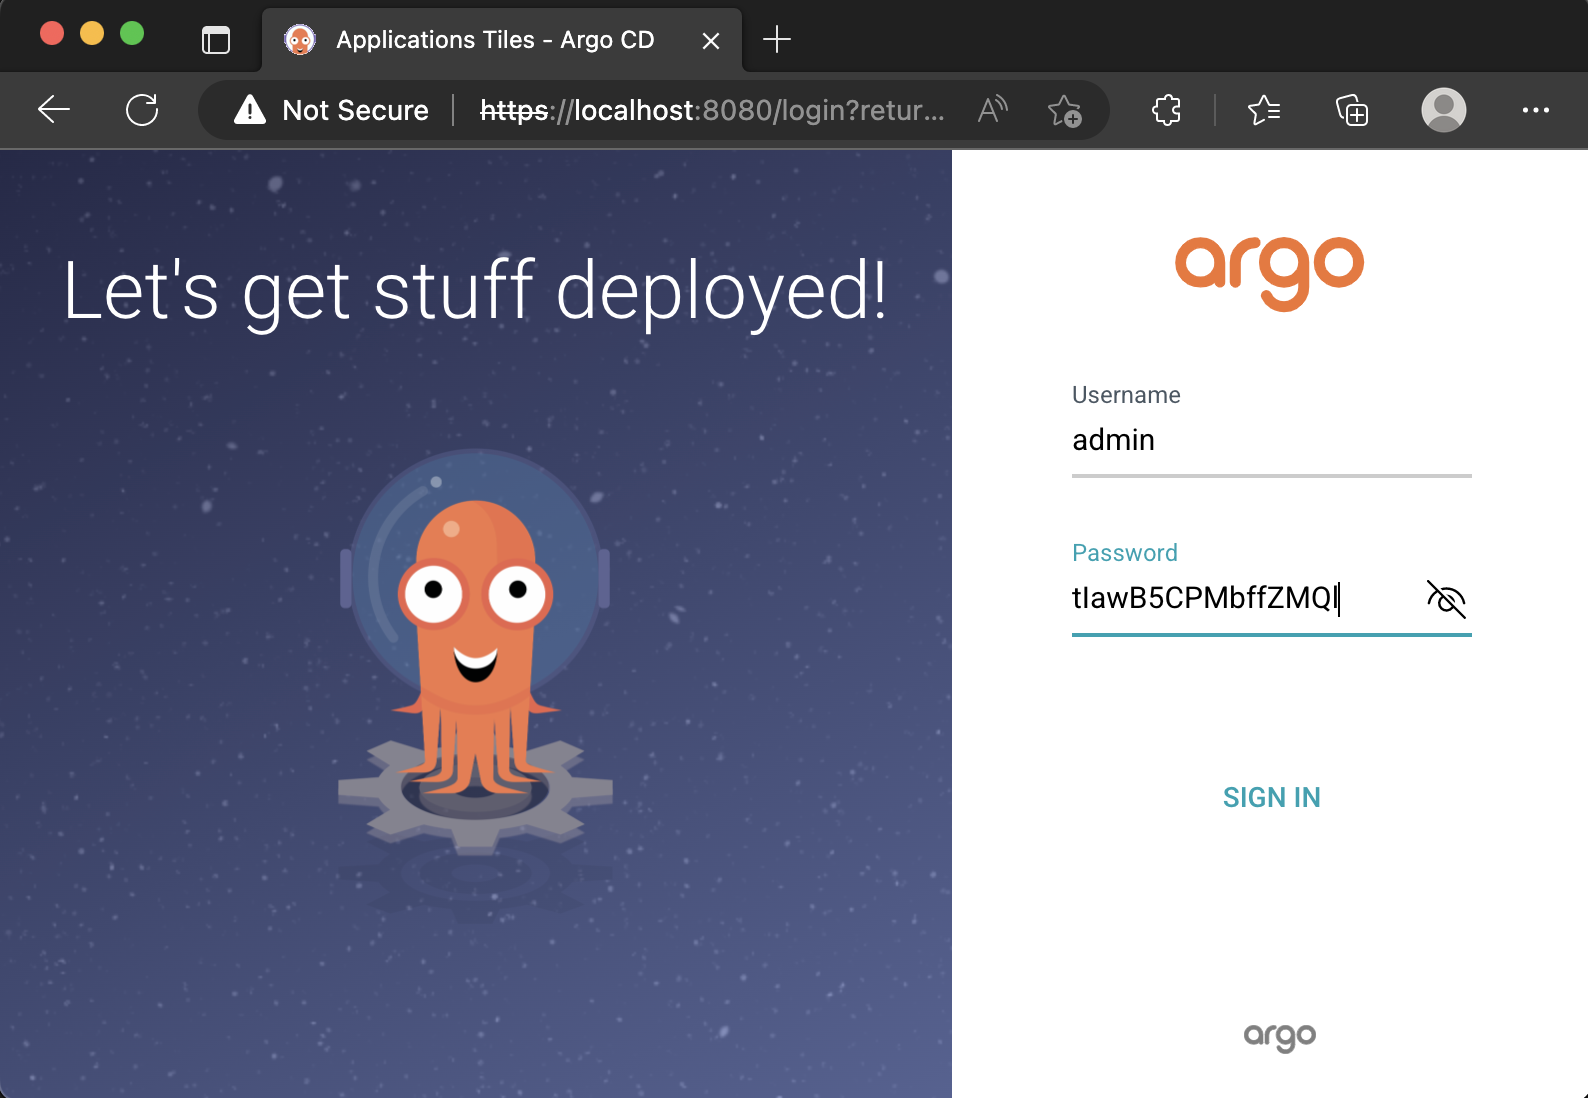 Applications Tiles - Argo CD
Not Secure
https://localhost:8080/login?retur...
Let's get stuff deployed!
argo
Username
admin
Password
tIawB5CPMbffZMQI
SIGN IN
argo